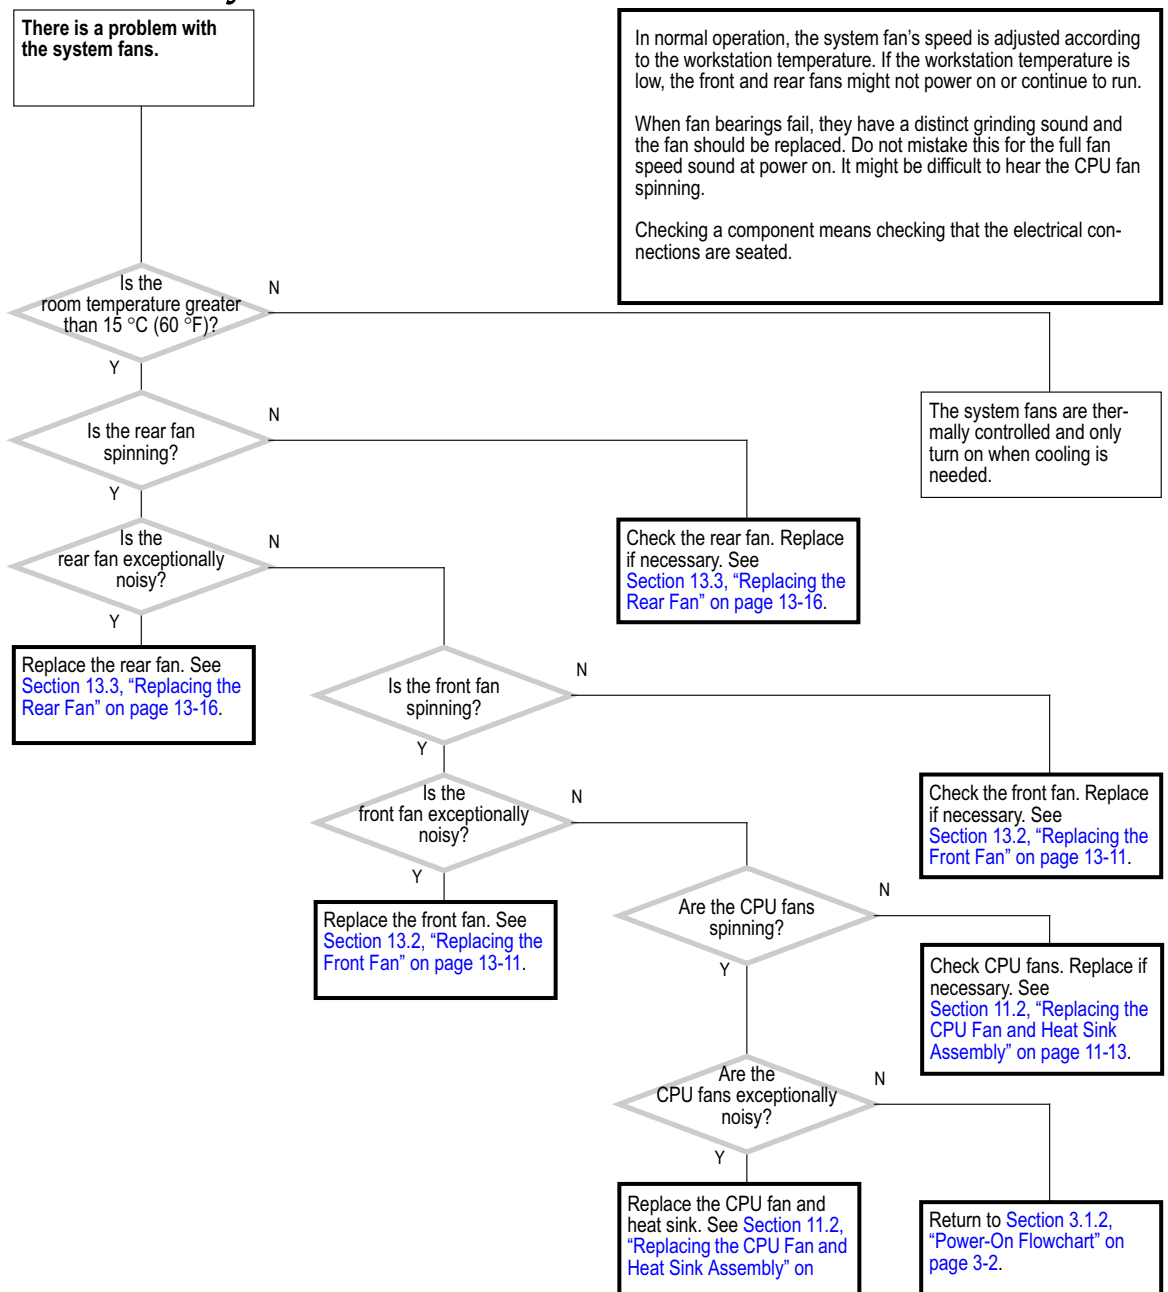 There is a problem with
the system fans.
In normal operation, the system fan's speed is adjusted according
to the workstation temperature. If the workstation temperature is
low, the front and rear fans might not power on or continue to run.
When fan bearings fail, they have a distinct grinding sound and
the fan should be replaced. Do not mistake this for the full fan
speed sound at power on. It might be difficult to hear the CPU fan
spinning.
Checking a component means checking that the electrical con-
nections are seated.
Is the
room temperature greater
than 15 °C (60 °F)?
N
Y
The system fans are ther-
mally controlled and only
turn on when cooling is
needed.
Is the rear fan
spinning?
N
Y
Check the rear fan. Replace
if necessary. See
Section 13.3, “Replacing the
Rear Fan” on page 13-16.
Is the
rear fan exceptionally
noisy?
N
Y
Replace the rear fan. See
Section 13.3, “Replacing the
Rear Fan” on page 13-16.
Is the front fan
spinning?
N
Y
Check the front fan. Replace
if necessary. See
Section 13.2, “Replacing the
Front Fan” on page 13-11.
Is the
front fan exceptionally
noisy?
N
Y
Replace the front fan. See
Section 13.2, “Replacing the
Front Fan” on page 13-11.
Are the CPU fans
spinning?
N
Y
Check CPU fans. Replace if
necessary. See
Section 11.2, “Replacing the
CPU Fan and Heat Sink
Assembly” on page 11-13.
Are the
CPU fans exceptionally
noisy?
N
Y
Replace the CPU fan and
heat sink. See Section 11.2,
“Replacing the CPU Fan and
Heat Sink Assembly” on
Return to Section 3.1.2,
“Power-On Flowchart” on
page 3-2.